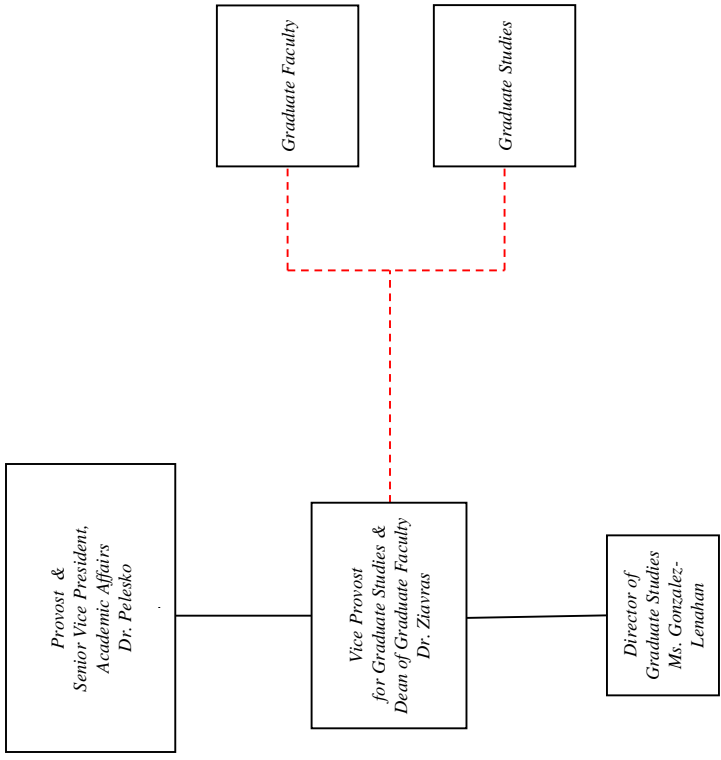 Provost &
Senior Vice President,
Academic Affairs
Dr. Pelesko
Vice Provost
for Graduate Studies &
Dean of Graduate Faculty
Dr. Ziavras
Director of
Graduate Studies
Ms. Gonzalez-
Lenahan
Graduate Faculty
Graduate Studies